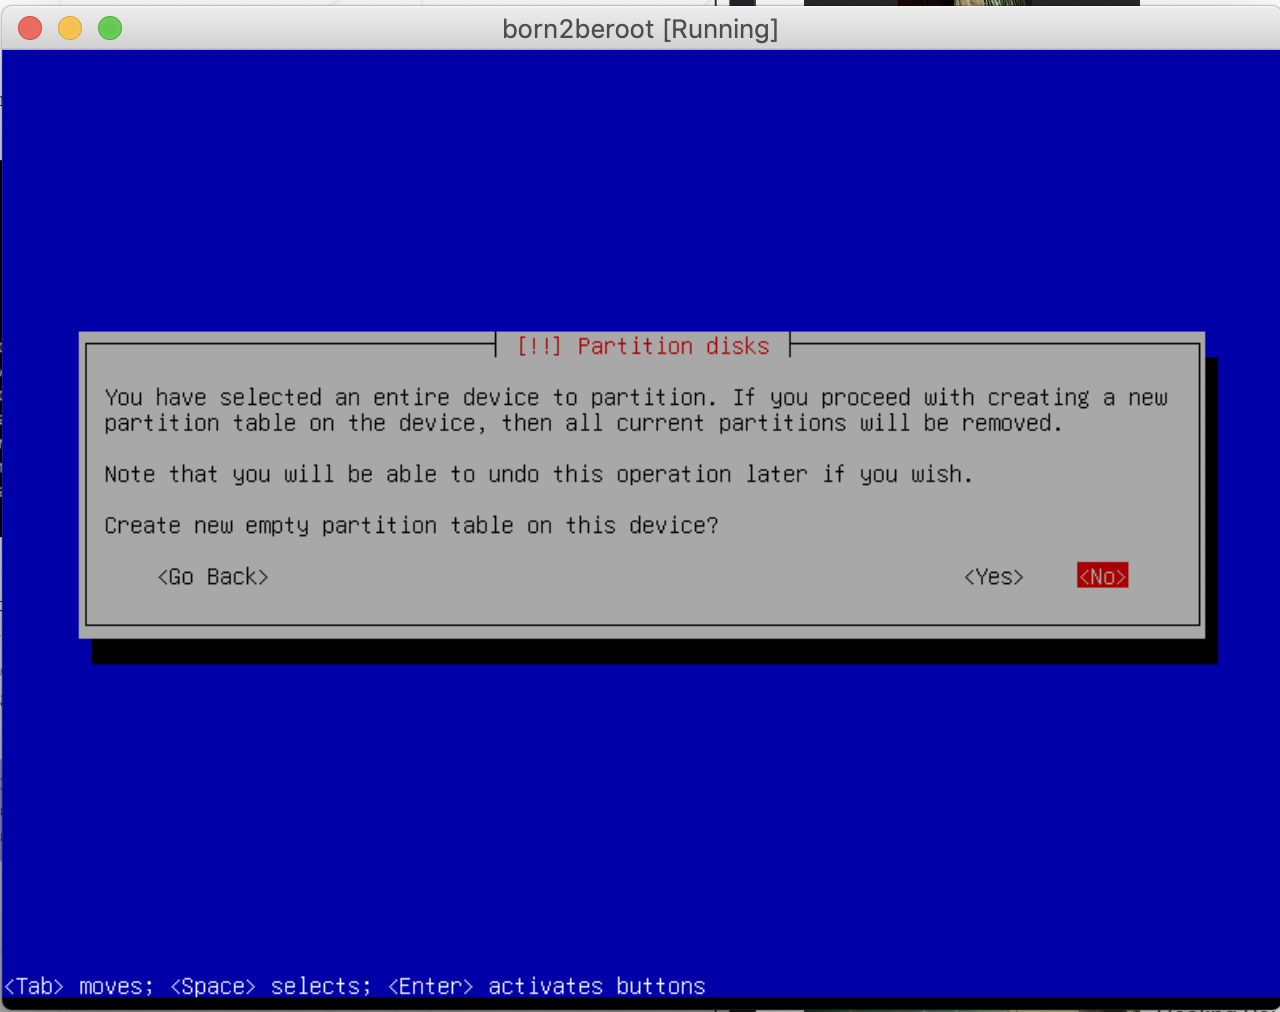 born2beroot [Running]
[!!] Partition disks
You have selected an entire device to partition. If you proceed with creating a new
partition table on the device, then all current partitions will be removed.
Note that you will be able to undo this operation later if you wish.
Create new empty partition table on this device?
<Go Back> <Yes> <No>
<Tab> moves; <Space> selects; <Enter> activates buttons